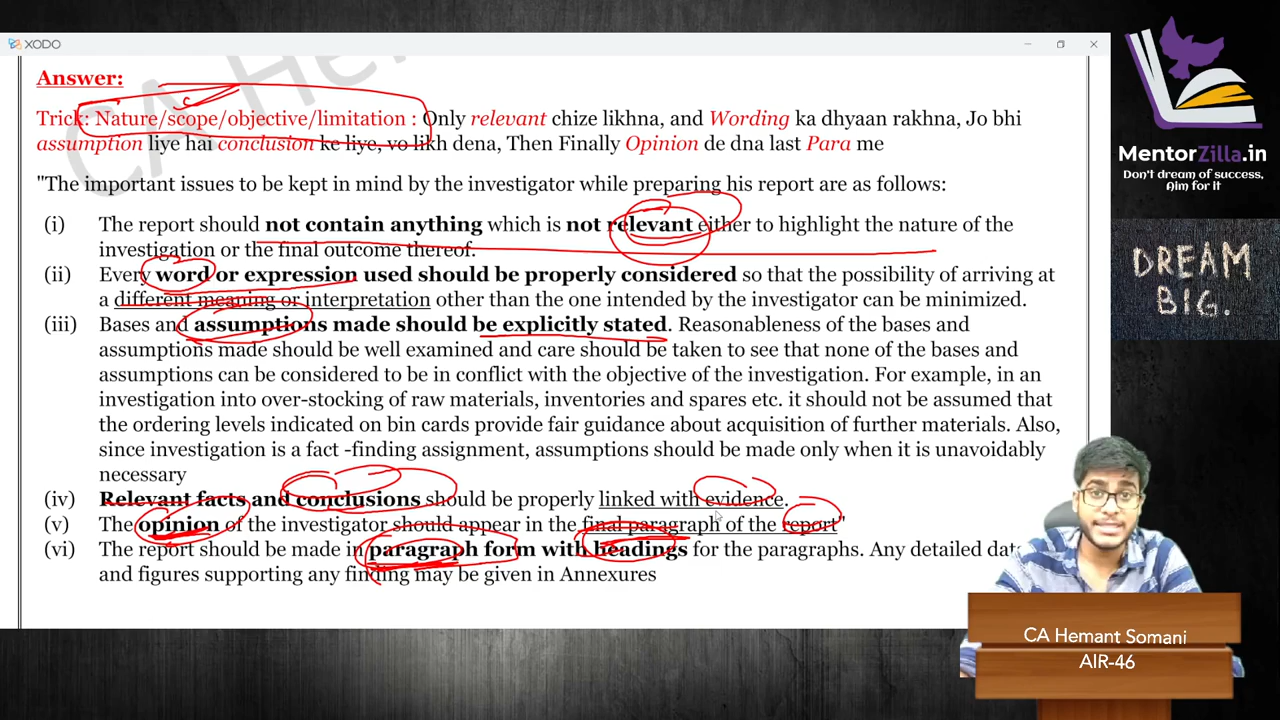 XODO
CA He
Answer:
Trick: Nature/scope/objective/limitation : Only relevant chize likhna, and Wording ka dhyaan rakhna, Jo bhi
assumption liye hai conclusion ke liye, vo likh dena, Then Finally Opinion de dna last Para me
"The important issues to be kept in mind by the investigator while preparing his report are as follows:
(i) The report should not contain anything which is not relevant either to highlight the nature of the
investigation or the final outcome thereof.
(ii) Every word or expression used should be properly considered so that the possibility of arriving at
a different meaning or interpretation other than the one intended by the investigator can be minimized.
(iii) Bases and assumptions made should be explicitly stated. Reasonableness of the bases and
assumptions made should be well examined and care should be taken to see that none of the bases and
assumptions can be considered to be in conflict with the objective of the investigation. For example, in an
investigation into over-stocking of raw materials, inventories and spares etc. it should not be assumed that
the ordering levels indicated on bin cards provide fair guidance about acquisition of further materials. Also,
since investigation is a fact -finding assignment, assumptions should be made only when it is unavoidably
necessary
(iv) Relevant facts and conclusions should be properly linked with evidence.
(v) The opinion of the investigator should appear in the final paragraph of the report"
(vi) The report should be made in paragraph form with headings for the paragraphs. Any detailed dat
and figures supporting any finding may be given in Annexures
MentorZilla.in
Don't dream of success,
Aim for it
DREAM
BIG.
CA Hemant Somani
AIR-46